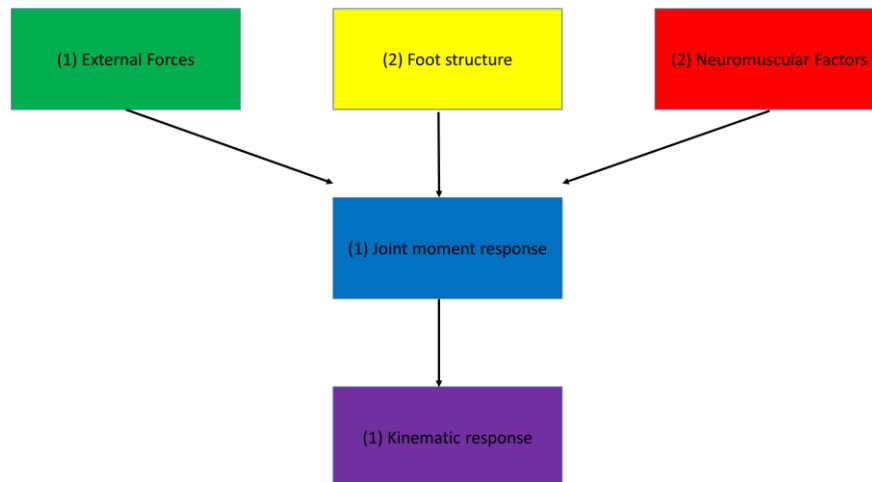 (1) External Forces
(2) Foot structure
(2) Neuromuscular Factors
(1) Joint moment response
(1) Kinematic response